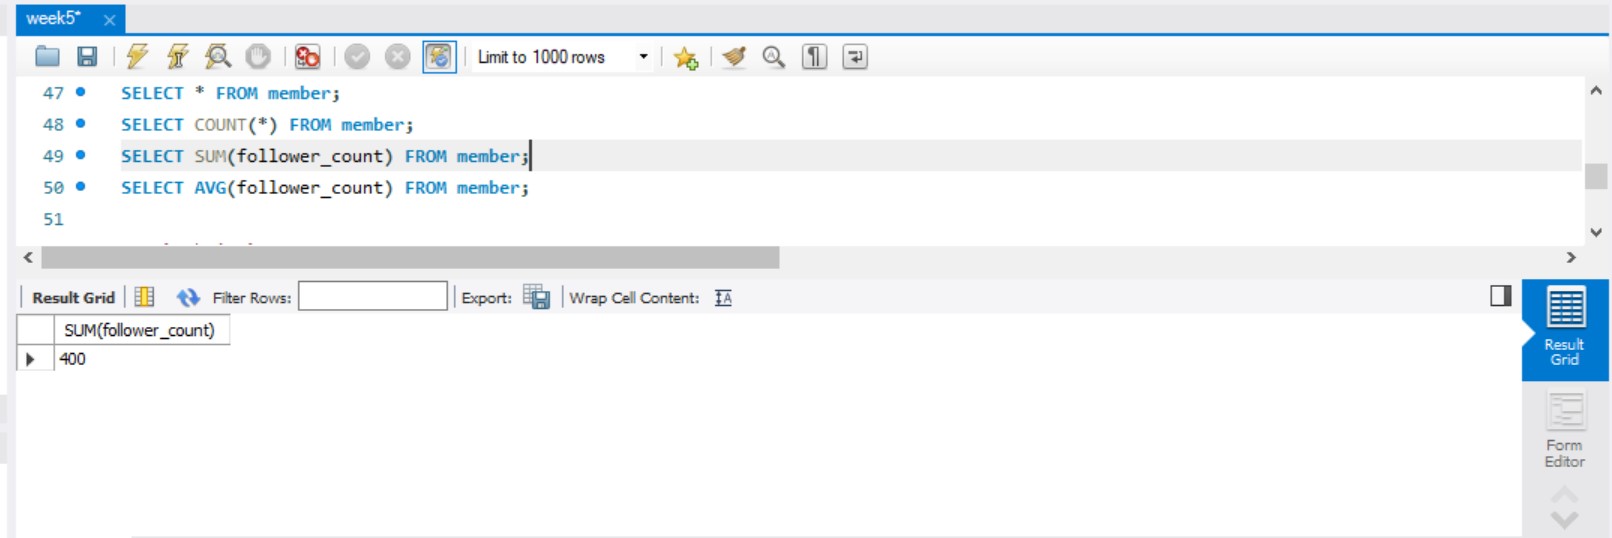 week5*
Limit to 1000 rows
47 SELECT * FROM member;
48 SELECT COUNT(*) FROM member;
49 SELECT SUM(follower_count) FROM member;
50 SELECT AVG(follower_count) FROM member;
51
Result Grid Filter Rows: Export: Wrap Cell Content:
SUM(follower_count)
400
Result
Grid
Form
Editor